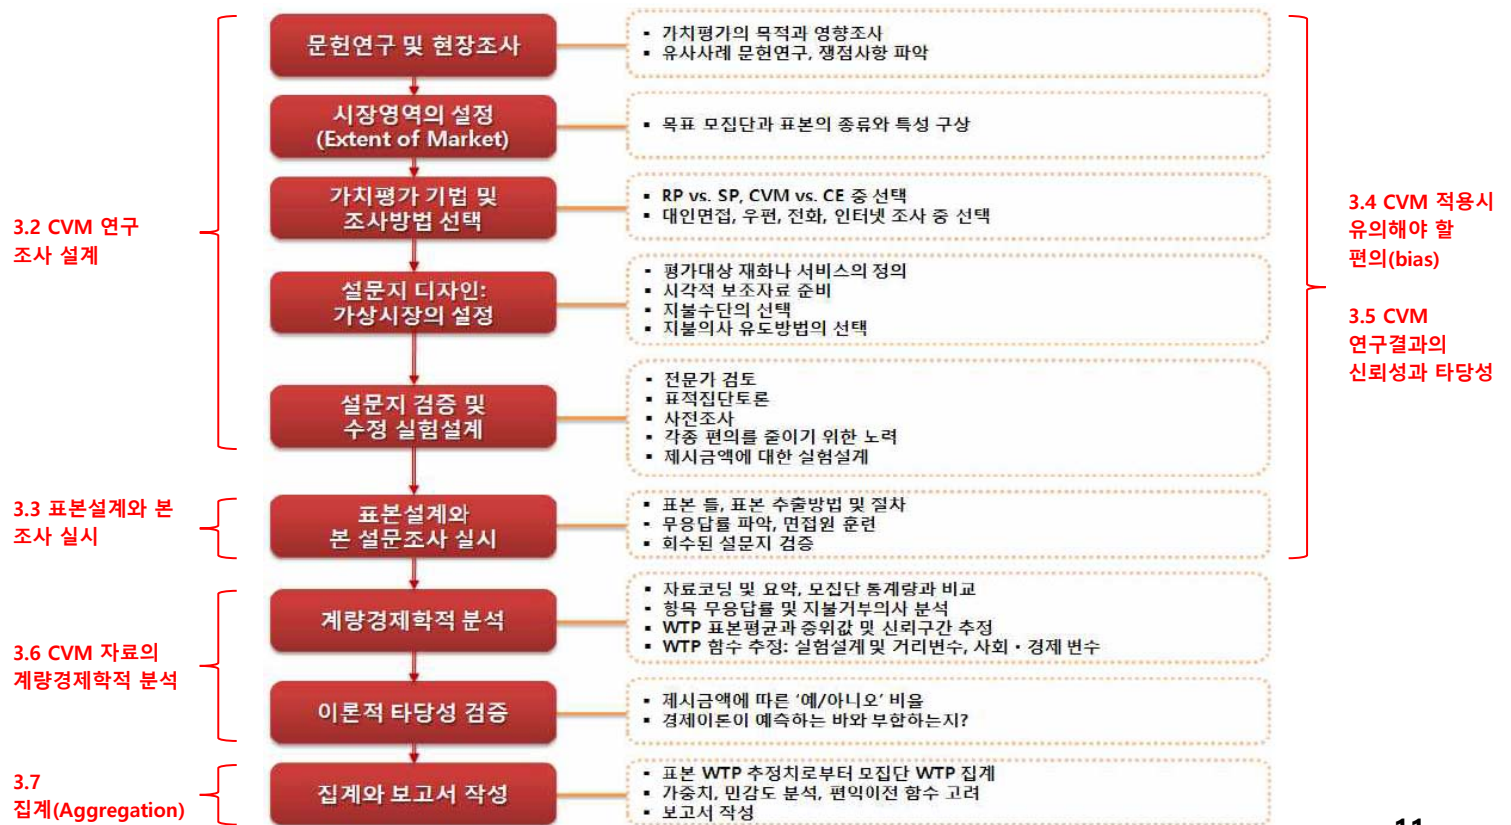 문헌연구 및 현장조사
▪ 가치평가의 목적과 영향조사
▪ 유사사례 문헌연구, 쟁점사항 파악
시장영역의 설정
(Extent of Market)
▪ 목표 모집단과 표본의 종류와 특성 구상
가치평가 기법 및
조사방법 선택
▪ RP vs. SP, CVM vs. CE 중 선택
▪ 대인면접, 우편, 전화, 인터넷 조사 중 선택
3.2 CVM 연구
조사 설계
설문지 디자인:
가상시장의 설정
▪ 평가대상 재화나 서비스의 정의
▪ 시각적 보조자료 준비
▪ 지불수단의 선택
▪ 지불의사 유도방법의 선택
설문지 검증 및
수정 실험설계
▪ 전문가 검토
▪ 표적집단토론
▪ 사전조사
▪ 각종 편의를 줄이기 위한 노력
▪ 제시금액에 대한 실험설계
3.4 CVM 적용시
유의해야 할
편의(bias)
3.5 CVM
연구결과의
신뢰성과 타당성
3.3 표본설계와 본
조사 실시
표본설계와
본 설문조사 실시
▪ 표본 틀, 표본 추출방법 및 절차
▪ 무응답률 파악, 면접원 훈련
▪ 회수된 설문지 검증
3.6 CVM 자료의
계량경제학적 분석
계량경제학적 분석
▪ 자료코딩 및 요약, 모집단 통계량과 비교
▪ 항목 무응답률 및 지불거부의사 분석
▪ WTP 표본평균과 중위값 및 신뢰구간 추정
▪ WTP 함수 추정: 실험설계 및 거리변수, 사회・경제 변수
이론적 타당성 검증
▪ 제시금액에 따른 ‘예/아니오’ 비율
▪ 경제이론이 예측하는 바와 부합하는지?
3.7
집계(Aggregation)
집계와 보고서 작성
▪ 표본 WTP 추정치로부터 모집단 WTP 집계
▪ 가중치, 민감도 분석, 편익이전 함수 고려
▪ 보고서 작성
11